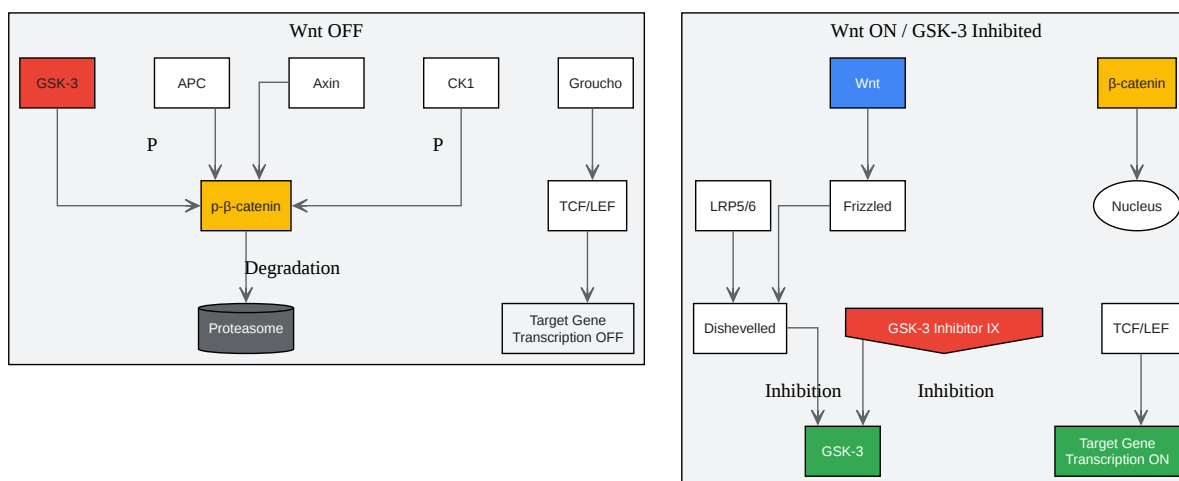 Wnt OFF
GSK-3
APC
Axin
CK1
Groucho
P
P
p-β-catenin
TCF/LEF
Degradation
Proteasome
Target Gene
Transcription OFF
Wnt ON / GSK-3 Inhibited
Wnt
β-catenin
LRP5/6
Frizzled
Nucleus
Dishevelled
GSK-3 Inhibitor IX
TCF/LEF
Inhibition
Inhibition
GSK-3
Target Gene
Transcription ON